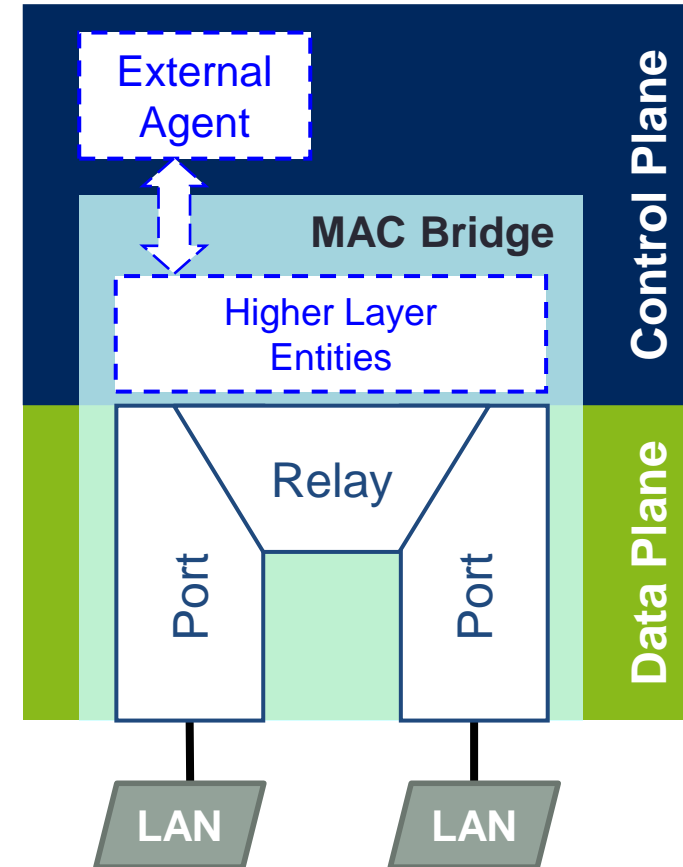 External
Agent
Control Plane
MAC Bridge
Higher Layer
Entities
Relay
Port
Port
Data Plane
LAN
LAN